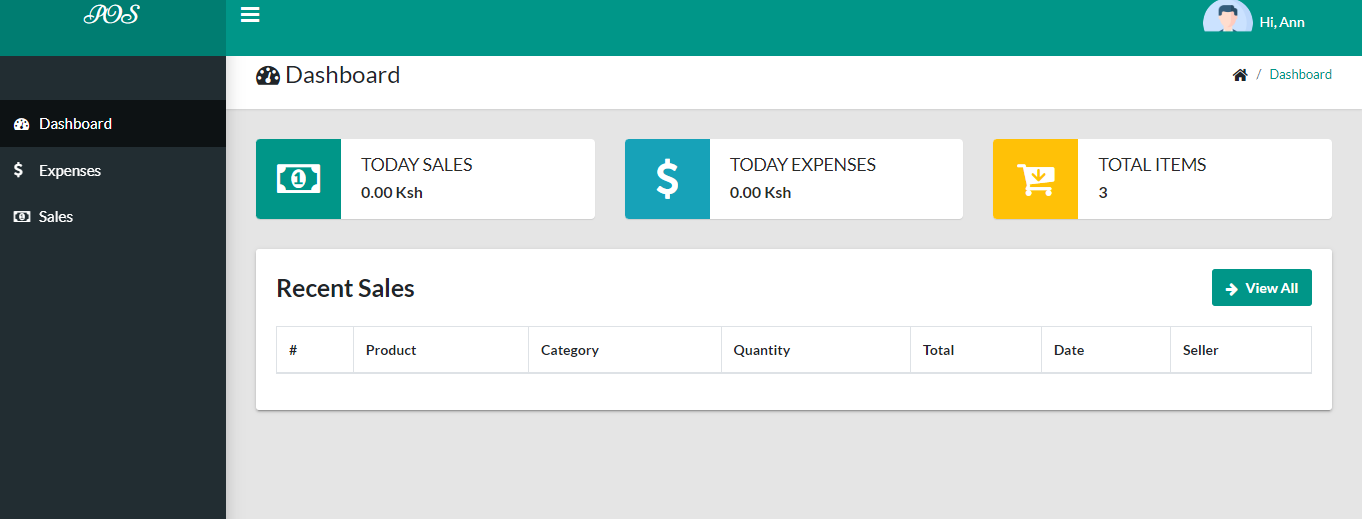 POS
Hi, Ann
Dashboard
/ Dashboard
Dashboard
Expenses
Sales
TODAY SALES
0.00 Ksh
TODAY EXPENSES
0.00 Ksh
TOTAL ITEMS
3
Recent Sales
View All
# Product Category Quantity Total Date Seller